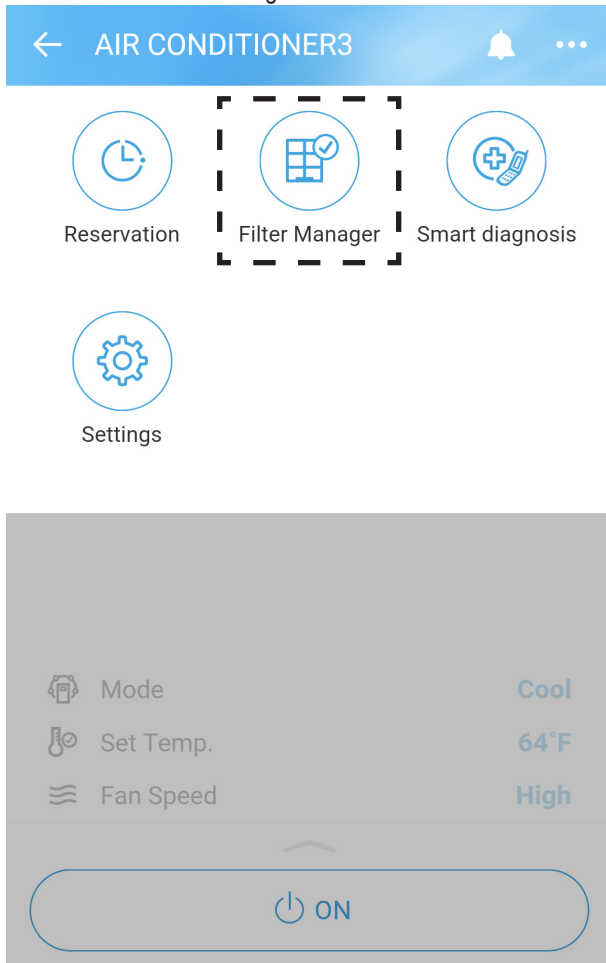 AIR CONDITIONER3
Reservation
Filter Manager
Smart diagnosis
Settings
Mode
Cool
Set Temp.
64°F
Fan Speed
High
ON